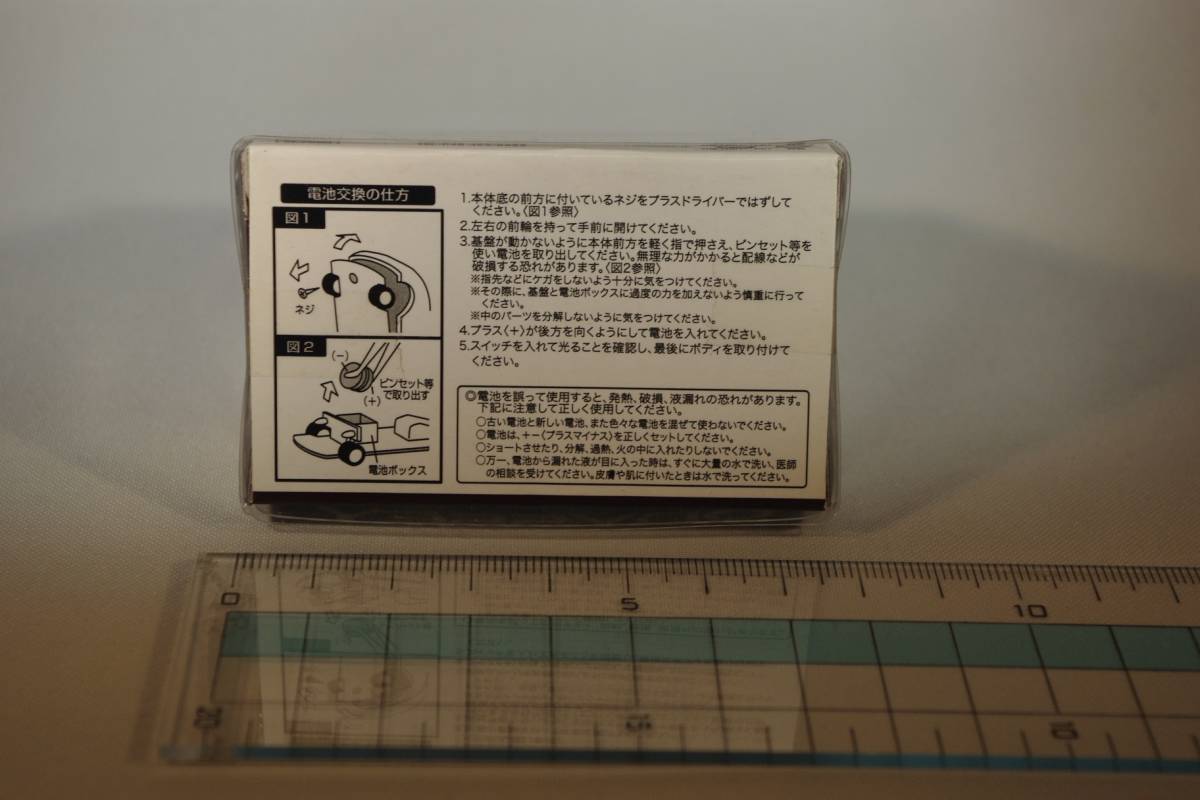 電池交換の仕方
図1
ネジ
図2
(−)
(+)
ピンセット等
で取り出す
電池ボックス
1.本体底の前方に付いているネジをプラスドライバーではずして
ください。〈図1参照〉
2.左右の前輪を持って手前に開けてください。
3.基盤が動かないように本体前方を軽く指で押さえ、ピンセット等を
使い電池を取り出してください。無理な力がかかると配線などが
破損する恐れがあります。〈図2参照〉
※指先などにケガをしないよう十分に気をつけてください。
※その際に、基盤と電池ボックスに過度の力を加えないよう慎重に行って
ください。
※中のパーツを分解しないように気をつけてください。
4.プラス〈+〉が後方を向くようにして電池を入れてください。
5.スイッチを入れて光ることを確認し、最後にボディを取り付けて
ください。
◎電池を誤って使用すると、発熱、破損、液漏れの恐れがあります。
下記に注意して正しく使用してください。
○古い電池と新しい電池、また色々な電池を混ぜて使わないでください。
○電池は、+−〈プラスマイナス〉を正しくセットしてください。
○ショートさせたり、分解、過熱、火の中に入れたりしないでください。
○万一、電池から漏れた液が目に入った時は、すぐに大量の水で洗い、医師
の相談を受けてください。皮膚や肌に付いたときは水で洗ってください。
0 5 10
20 15 10